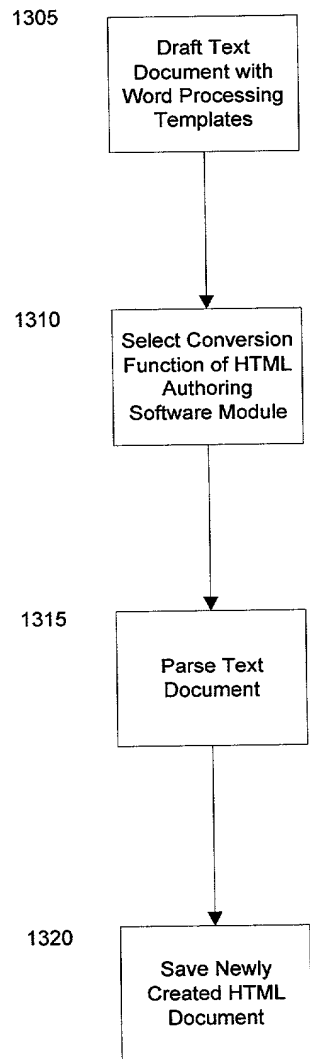 1305
Draft Text
Document with
Word Processing
Templates
1310
Select Conversion
Function of HTML
Authoring
Software Module
1315
Parse Text
Document
1320
Save Newly
Created HTML
Document